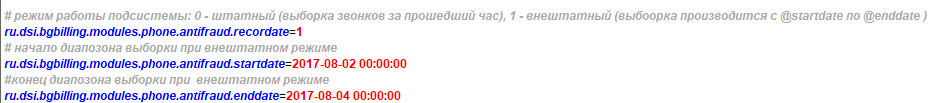 # режим работы подсистемы: 0 - штатный (выборка звонков за прошедший час), 1 - внештатный (выбоорка производится с @startdate по @enddate )
ru.dsi.bgbilling.modules.phone.antifraud.recordate=1
# начало диапозона выборки при внештатном режиме
ru.dsi.bgbilling.modules.phone.antifraud.startdate=2017-08-02 00:00:00
#конец диапозона выборки при  внештатном режиме
ru.dsi.bgbilling.modules.phone.antifraud.enddate=2017-08-04 00:00:00